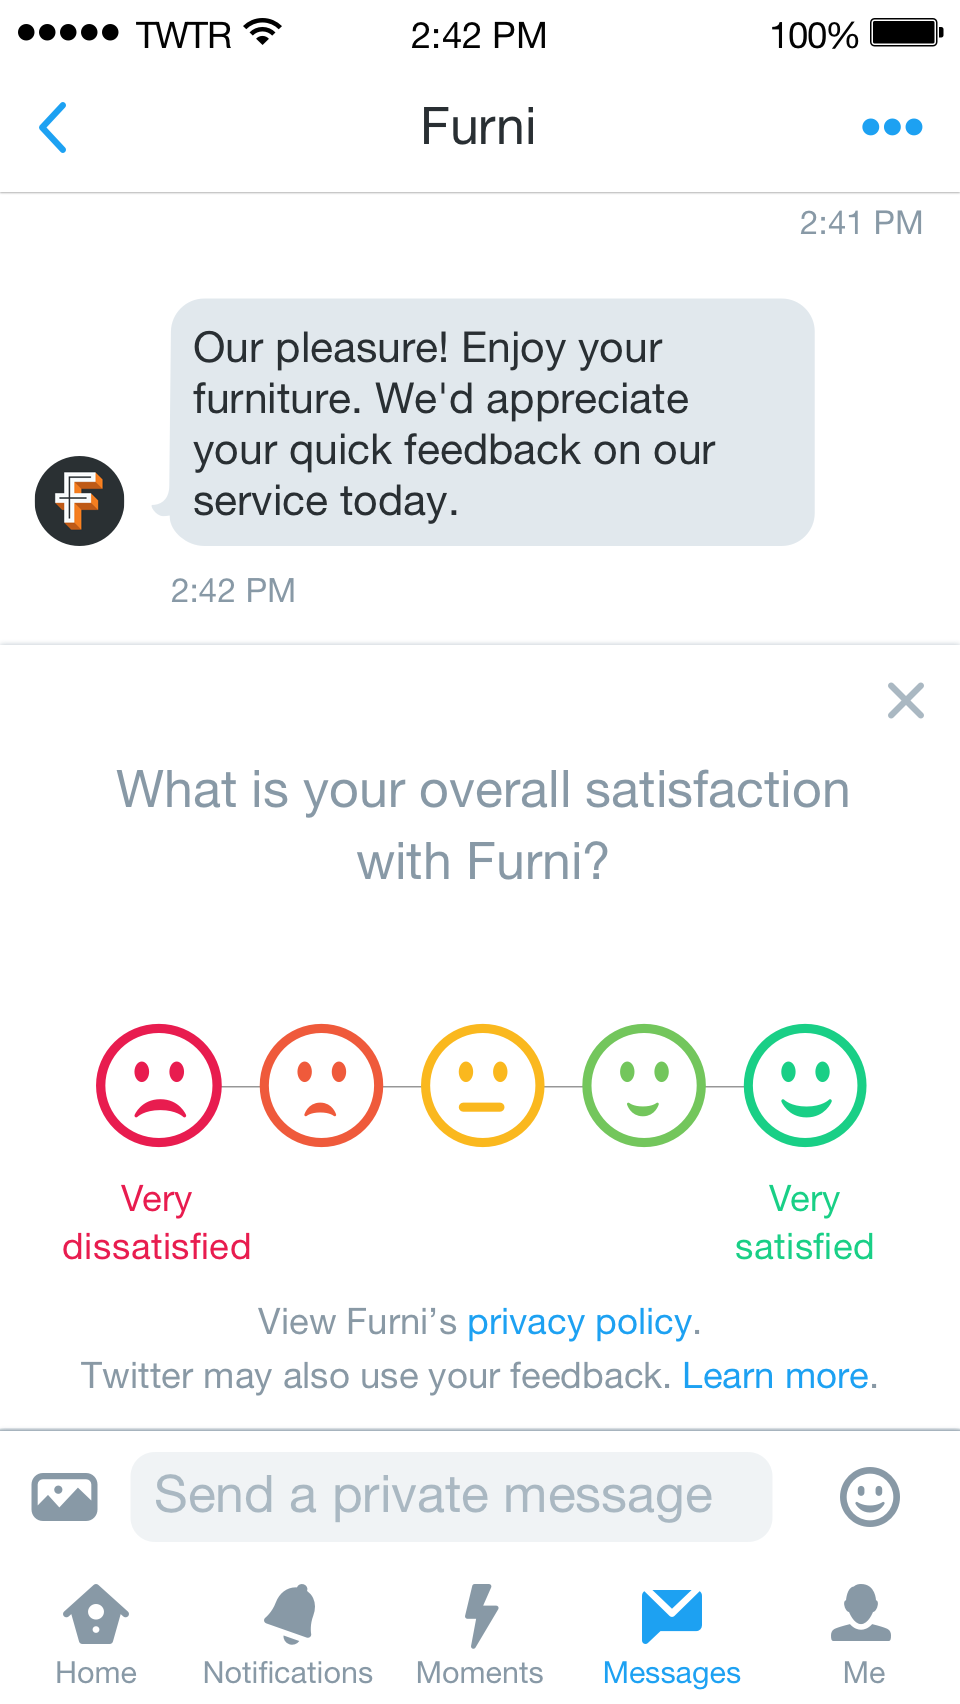 TWTR 2:42 PM 100%
Furni
2:41 PM
Our pleasure! Enjoy your
furniture. We'd appreciate
your quick feedback on our
service today.
F
2:42 PM
What is your overall satisfaction
with Furni?
Very
dissatisfied
Very
satisfied
View Furni’s privacy policy.
Twitter may also use your feedback. Learn more.
Send a private message
Home Notifications Moments Messages Me